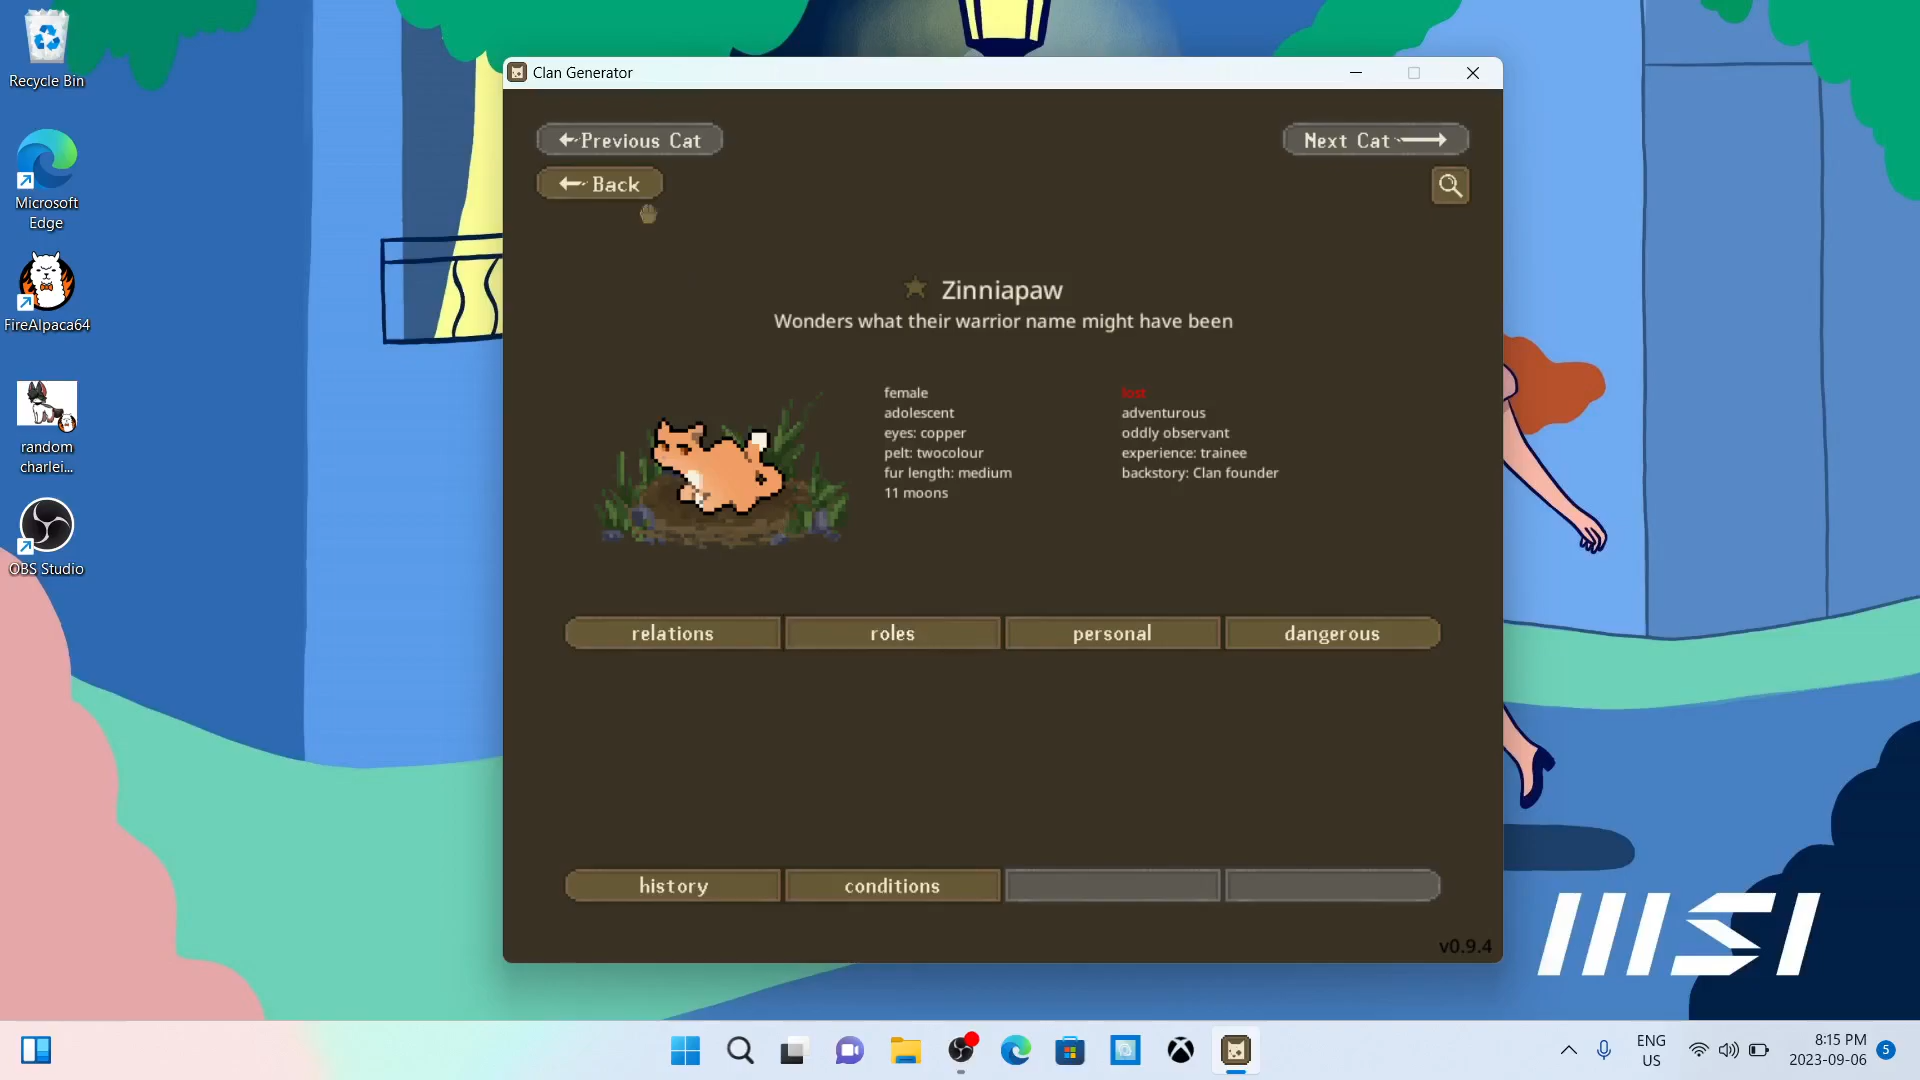 Recycle Bin
Microsoft
Edge
FireAlpaca64
random
charlei...
OBS Studio
Clan Generator
Previous Cat
Next Cat
Back
Zinniapaw
Wonders what their warrior name might have been
female
adolescent
eyes: copper
pelt: twocolour
fur length: medium
11 moons
lost
adventurous
oddly observant
experience: trainee
backstory: Clan founder
relations
roles
personal
dangerous
history
conditions
v0.9.4
msi
ENG
US
8:15 PM
2023-09-06
5